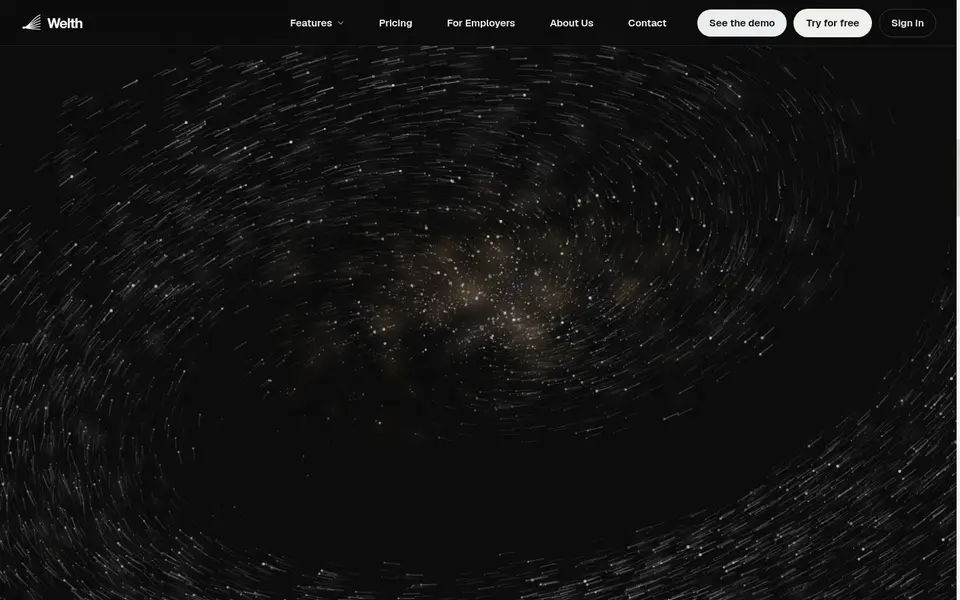 Welth
Features
Pricing
For Employers
About Us
Contact
See the demo
Try for free
Sign in